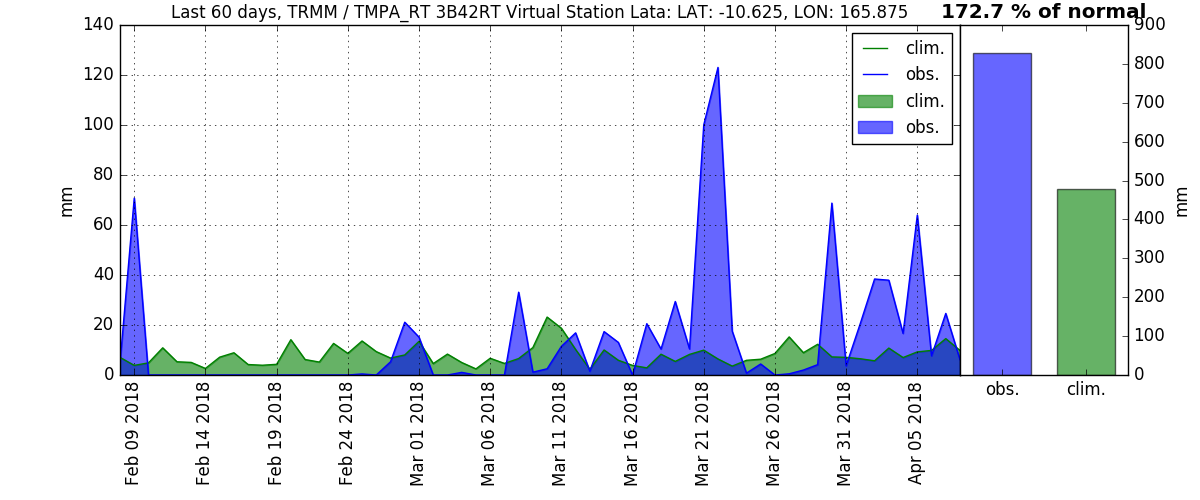 Last 60 days, TRMM / TMPA_RT 3B42RT Virtual Station Lata: LAT: -10.625, LON: 165.875
172.7 % of normal
140
120
100
80
60
40
20
0
mm
clim.
obs.
clim.
obs.
900
800
700
600
500
400
300
200
100
0
mm
Feb 09 2018
Feb 14 2018
Feb 19 2018
Feb 24 2018
Mar 01 2018
Mar 06 2018
Mar 11 2018
Mar 16 2018
Mar 21 2018
Mar 26 2018
Mar 31 2018
Apr 05 2018
obs.
clim.